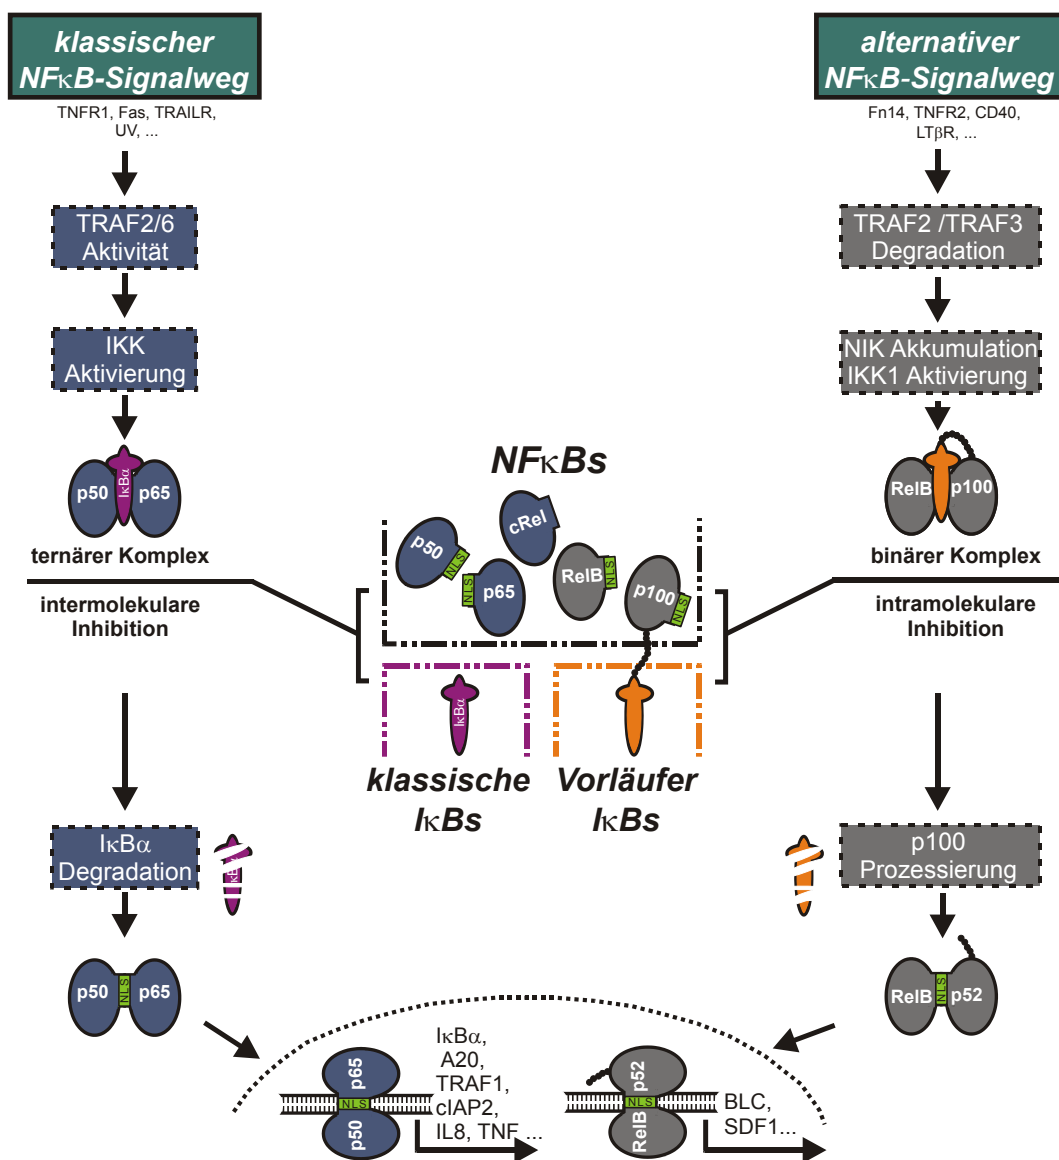 klassischer
NFκB-Signalweg
TNFR1, Fas, TRAILR,
UV, ...
TRAF2/6
Aktivität
IKK
Aktivierung
p50
IκBα
p65
ternärer Komplex
intermolekulare
Inhibition
IκBα
Degradation
κB
p50
NLS
p65
alternativer
NFκB-Signalweg
Fn14, TNFR2, CD40,
LTβR, ...
TRAF2 /TRAF3
Degradation
NIK Akkumulation
IKK1 Aktivierung
RelB
p100
binärer Komplex
intramolekulare
Inhibition
p100
Prozessierung
RelB
NLS
p52
NFκBs
cRel
p50
NLS
NLS
p65
RelB
NLS
p100
NLS
IκBα
klassische
IκBs
Vorläufer
IκBs
p65
NLS
p50
IκBα,
A20,
TRAF1,
cIAP2,
IL8, TNF ...
p52
NLS
RelB
BLC,
SDF1...